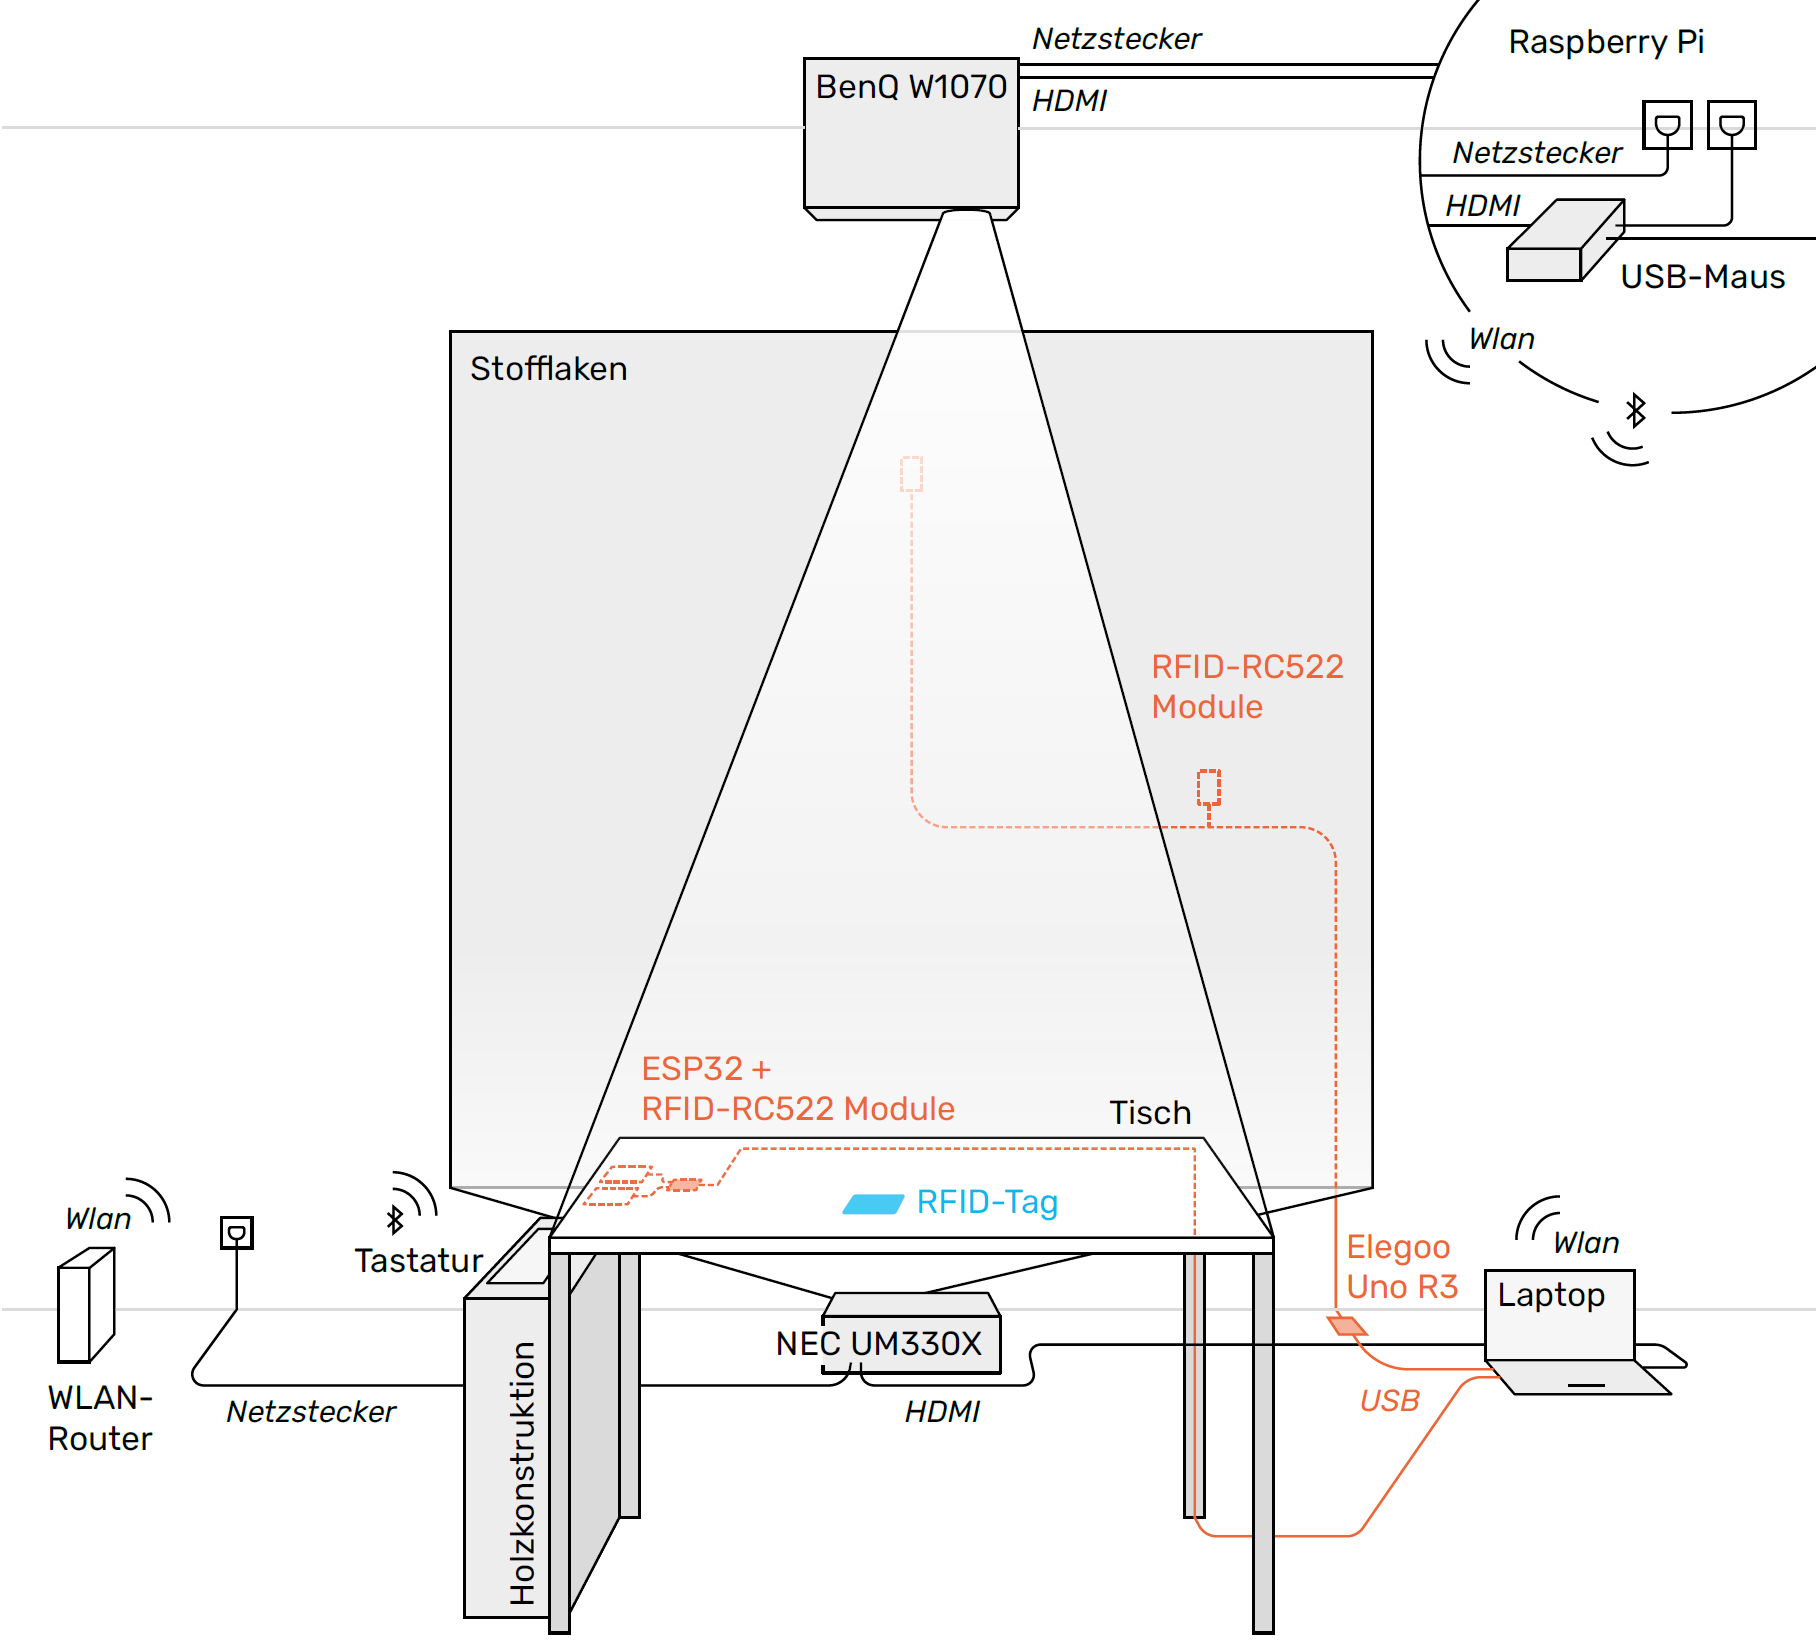 Netzstecker
Raspberry Pi
BenQ W1070
HDMI
Netzstecker
HDMI
USB-Maus
Wlan
Stofflaken
RFID-RC522
Module
ESP32 +
RFID-RC522 Module
Tisch
RFID-Tag
Wlan
Tastatur
Elegoo
Uno R3
Wlan
Laptop
NEC UM330X
WLAN-
Router
Netzstecker
Holzkonstruktion
HDMI
USB